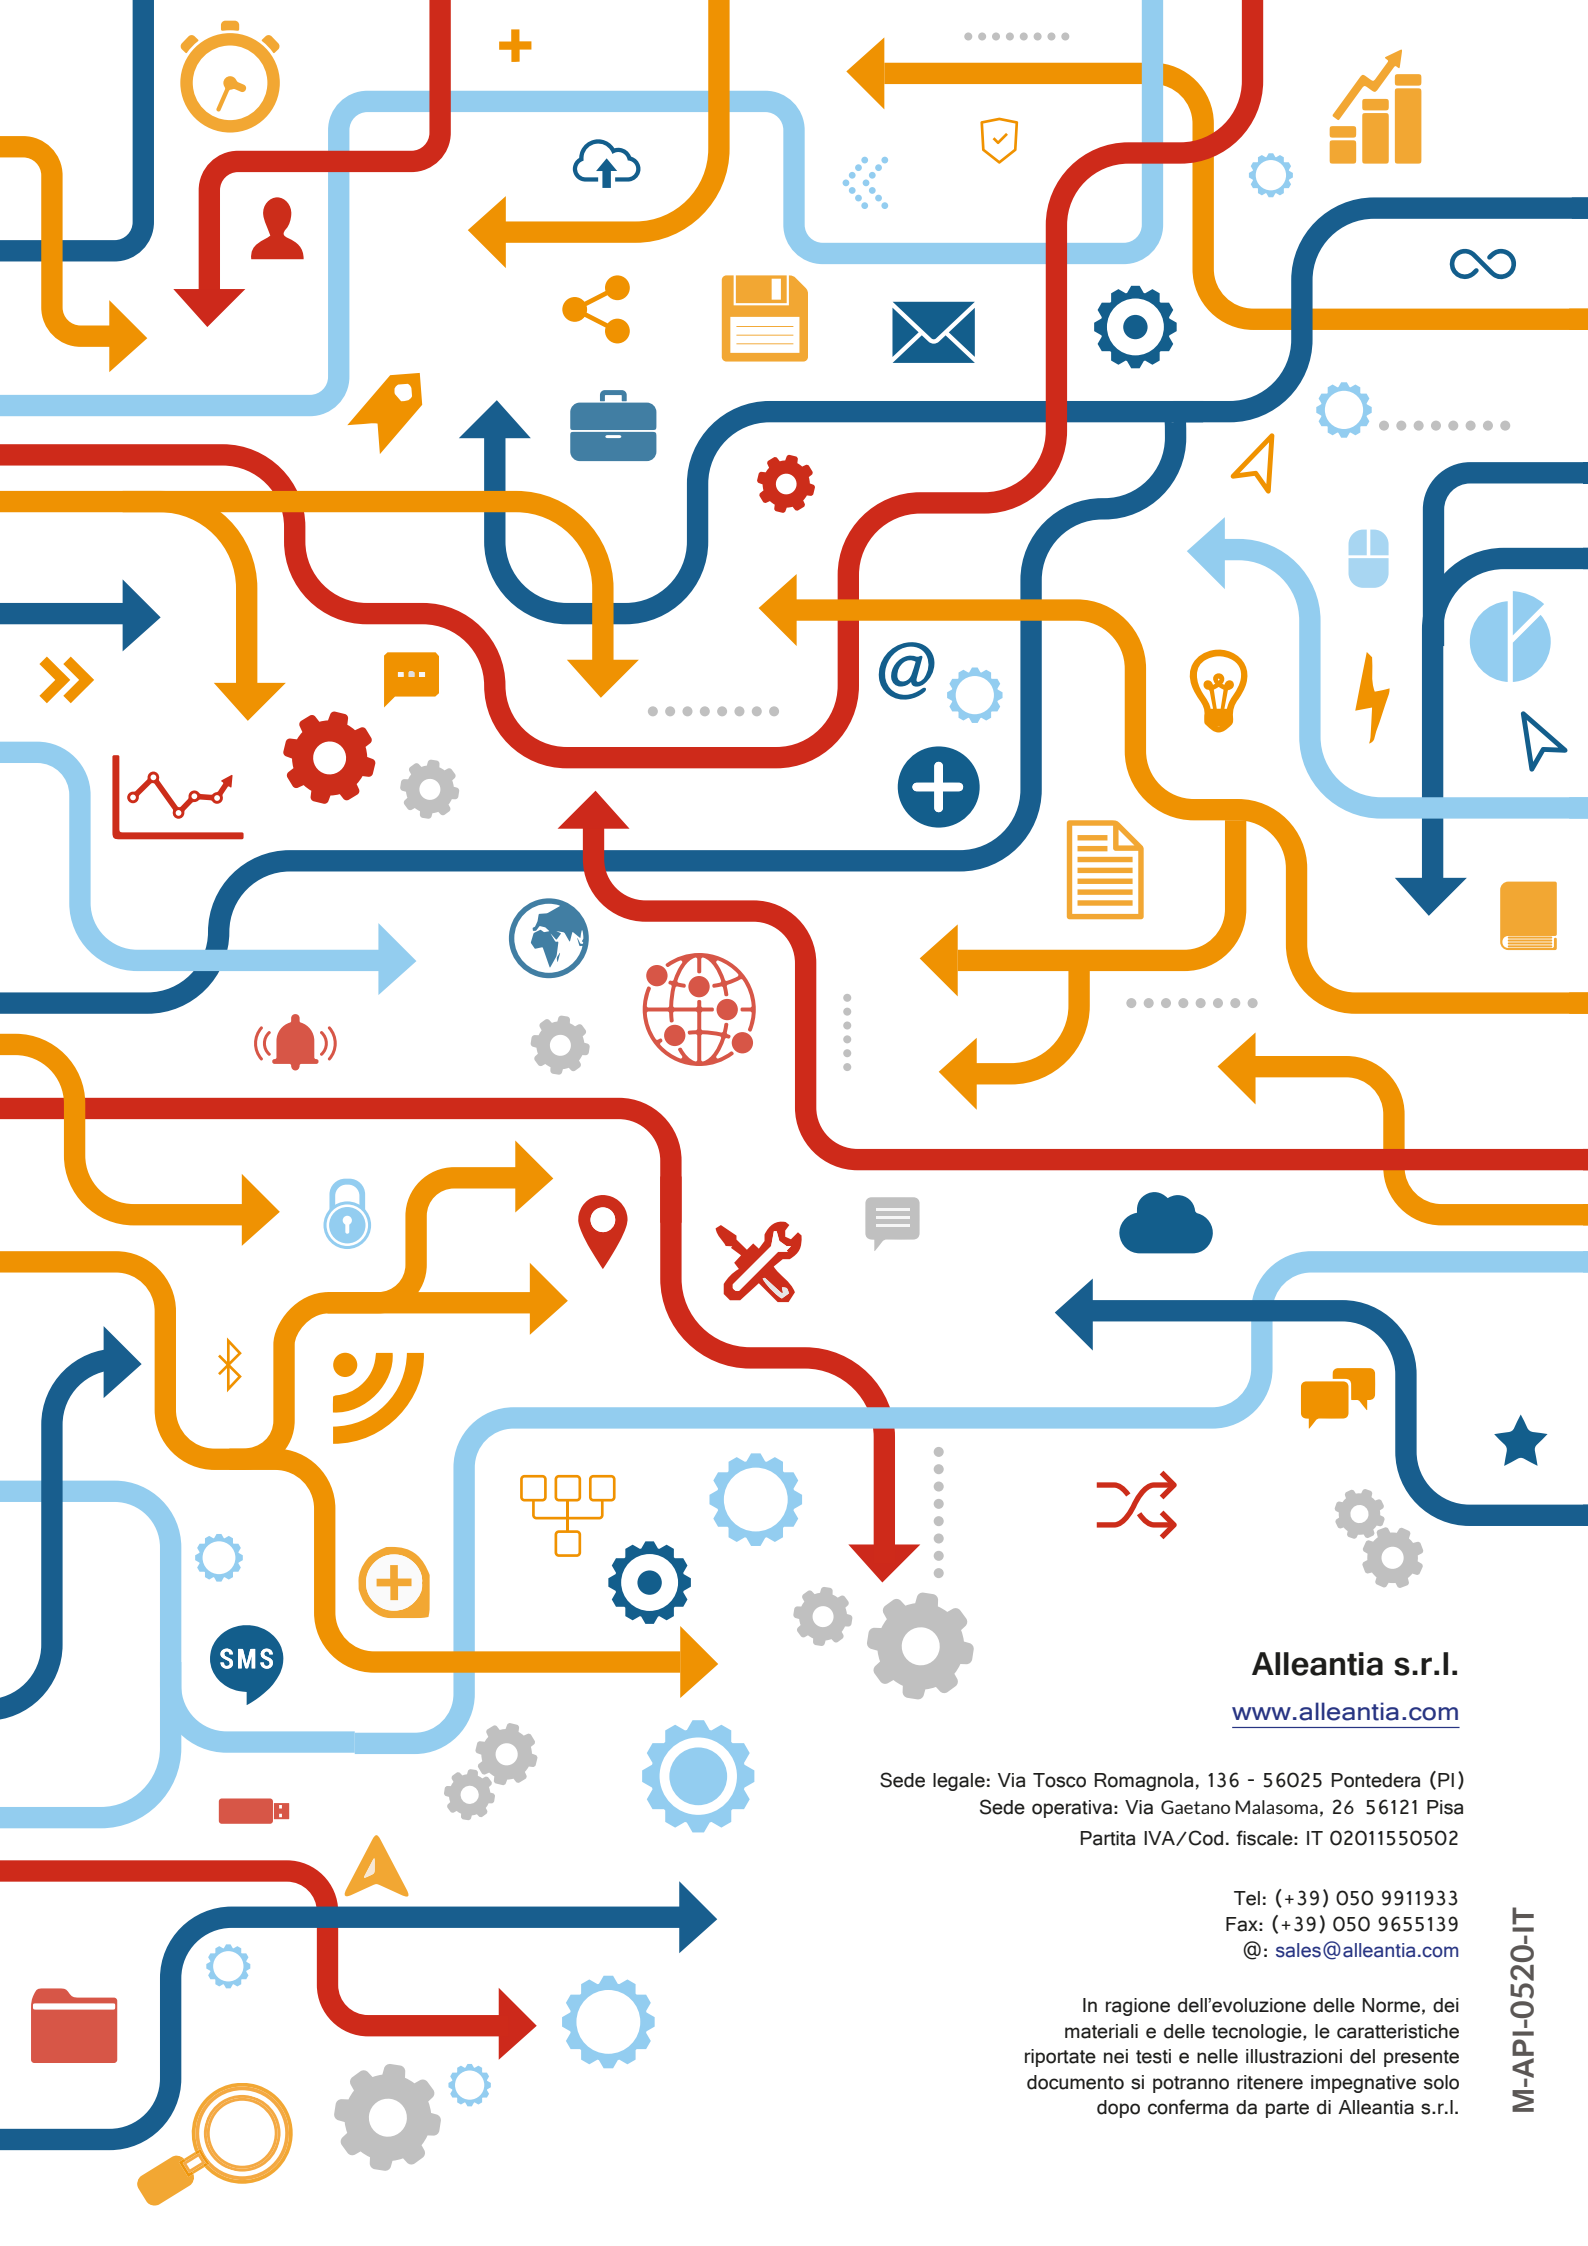 @
SMS
Alleantia s.r.l.
www.alleantia.com
Sede legale: Via Tosco Romagnola, 136 - 56025 Pontedera (PI)
Sede operativa: Via Gaetano Malasoma, 26 56121 Pisa
Partita IVA/Cod. fiscale: IT 02011550502
Tel: (+39) 050 9911933
Fax: (+39) 050 9655139
@: sales@alleantia.com
In ragione dell'evoluzione delle Norme, dei
materiali e delle tecnologie, le caratteristiche
riportate nei testi e nelle illustrazioni del presente
documento si potranno ritenere impegnative solo
dopo conferma da parte di Alleantia s.r.l.
M-API-0520-IT